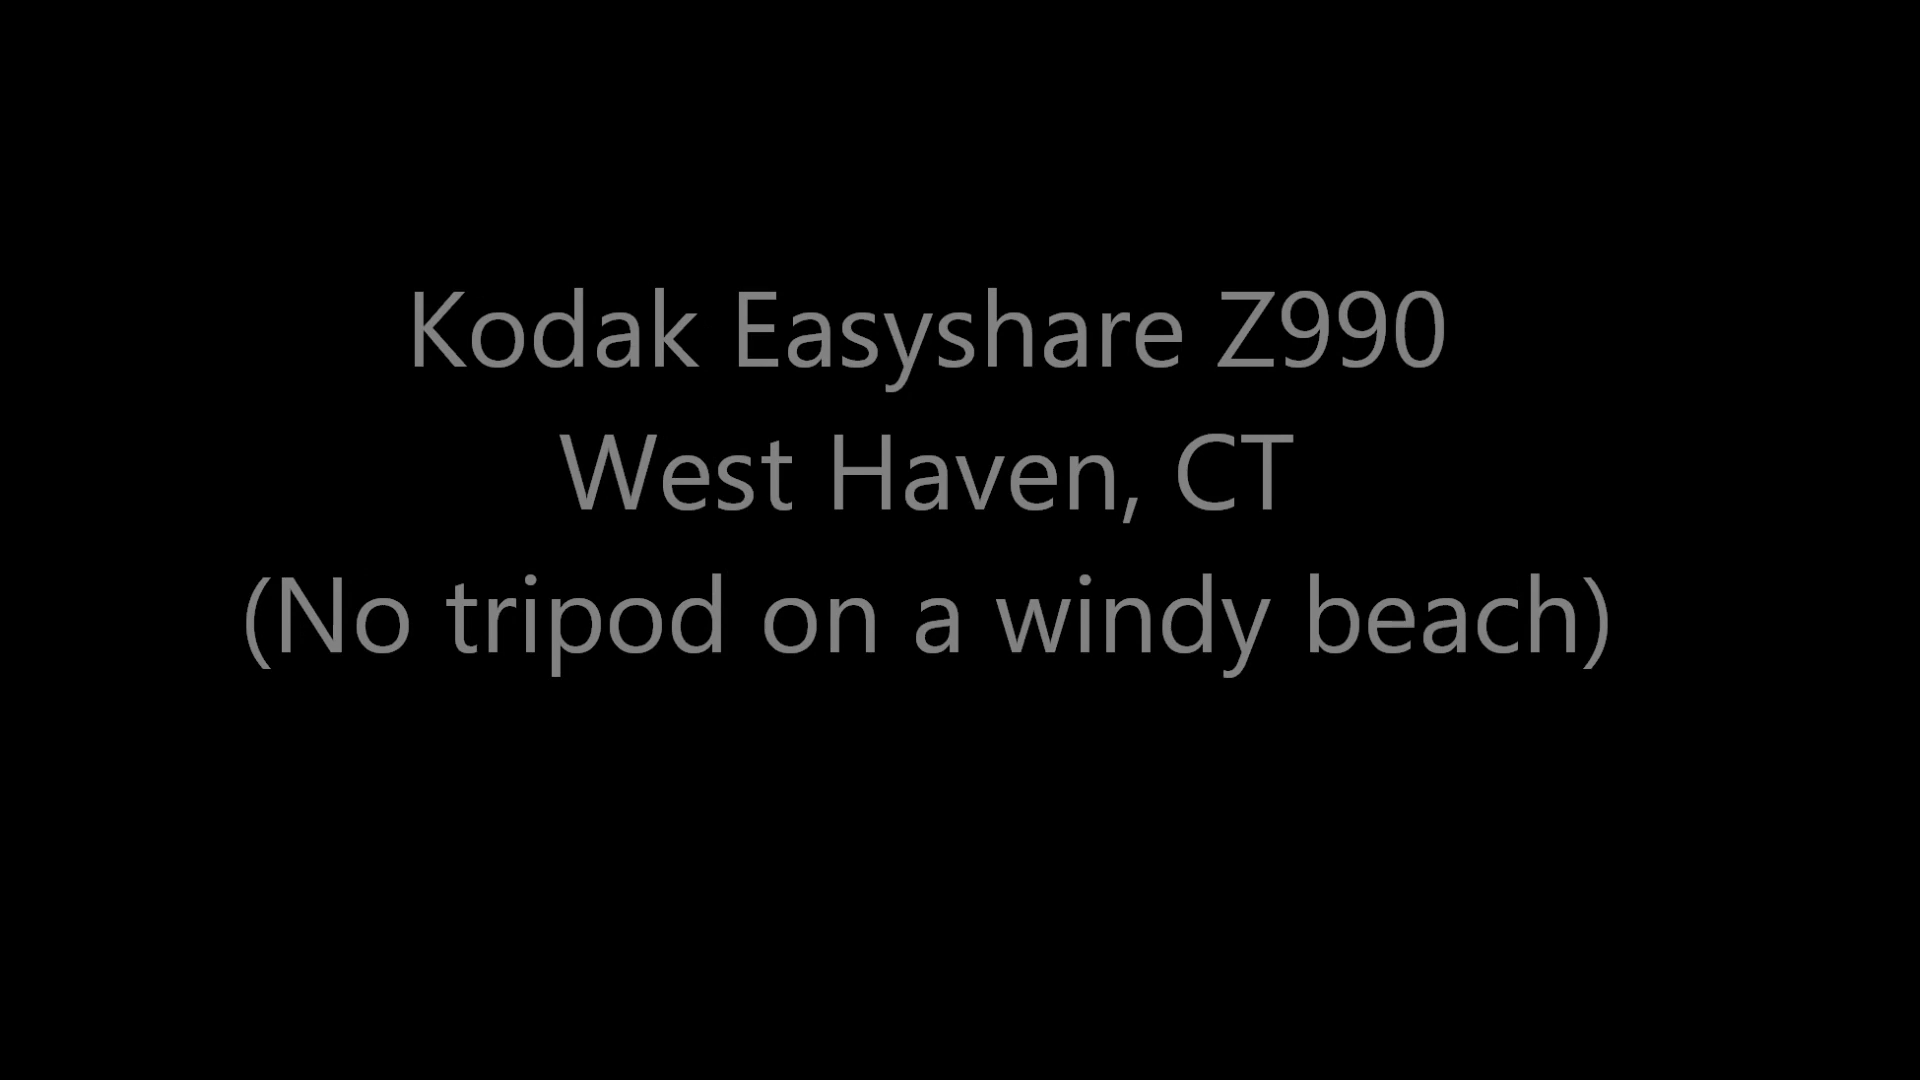 Kodak Easyshare Z990
West Haven, CT
(No tripod on a windy beach)